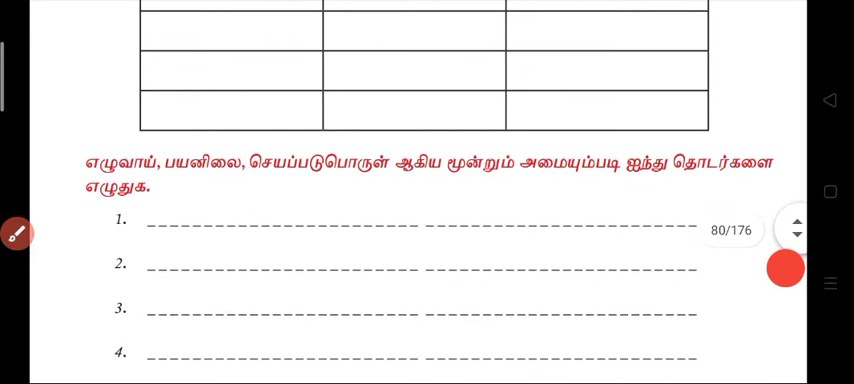 எழுவாய், பயனிலை, செயப்படுபொருள் ஆகிய மூன்றும் அமையும்படி ஐந்து தொடர்களை
எழுதுக.
1.
80/176
2.
3.
4.